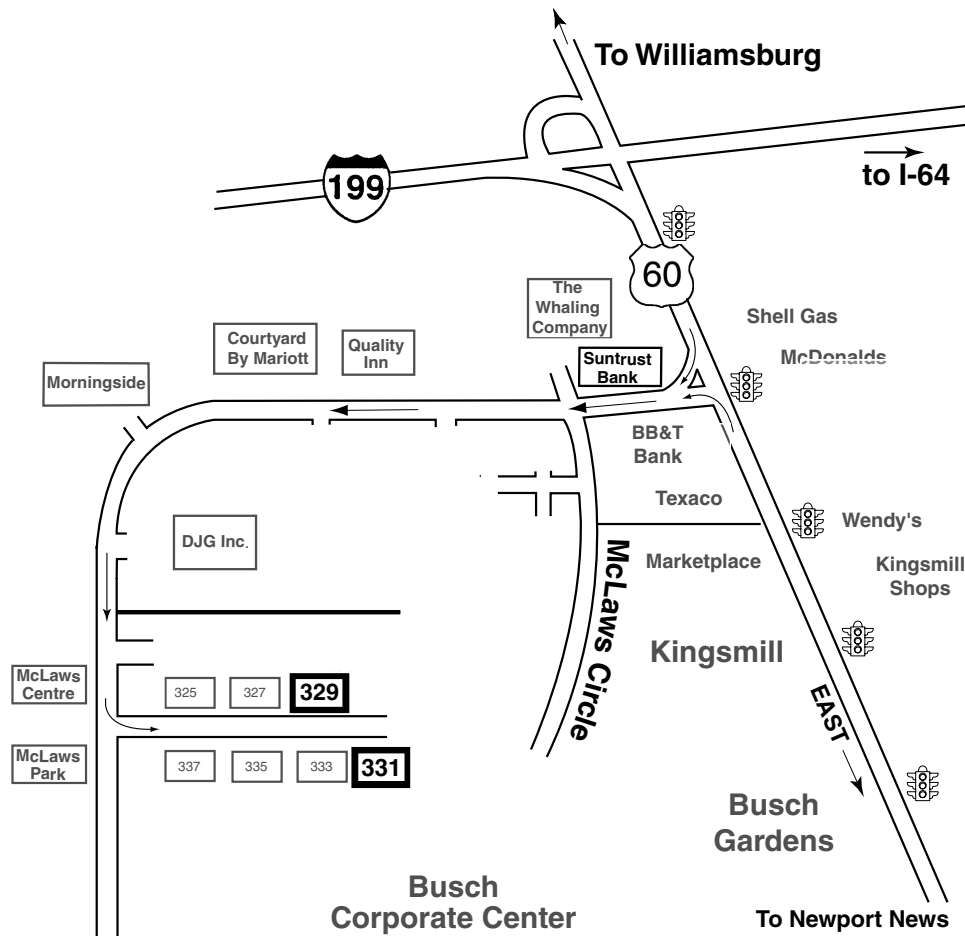 To Williamsburg
199
to I-64
60
The
Whaling
Company
Shell Gas
Courtyard
By Mariott
Quality
Inn
Suntrust
Bank
McDonalds
Morningside
BB&T
Bank
Texaco
Wendy's
DJG Inc.
McLaws Circle
Marketplace
Kingsmill
Shops
Kingsmill
McLaws
Centre
325
327
329
EAST
McLaws
Park
337
335
333
331
Busch
Gardens
Busch
Corporate Center
To Newport News